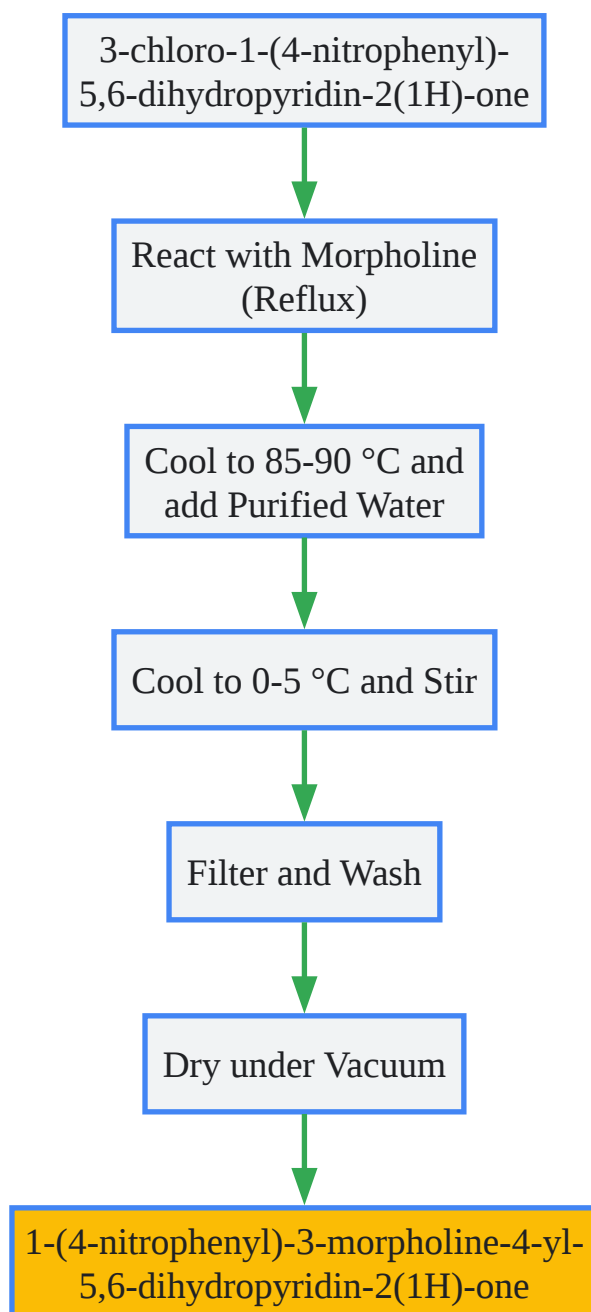 3-chloro-1-(4-nitrophenyl)-
5,6-dihydropyridin-2(1H)-one
React with Morpholine
(Reflux)
Cool to 85-90 °C and
add Purified Water
Cool to 0-5 °C and Stir
Filter and Wash
Dry under Vacuum
1-(4-nitrophenyl)-3-morpholine-4-yl-
5,6-dihydropyridin-2(1H)-one